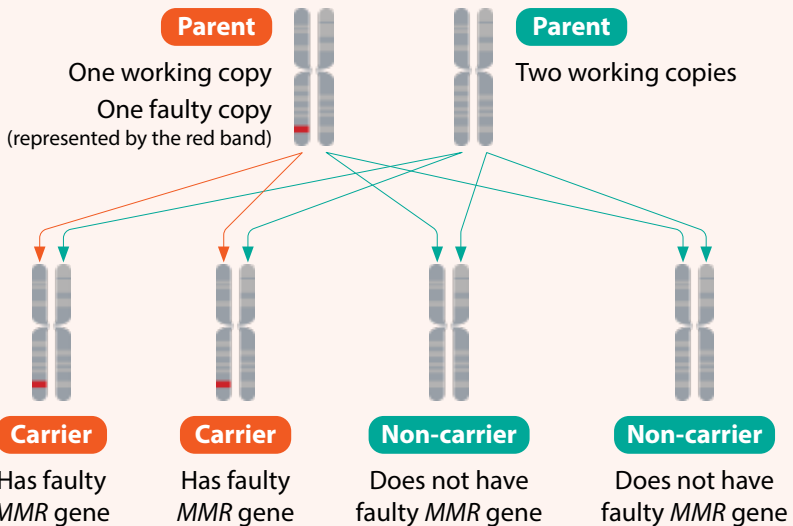 Parent
One working copy
One faulty copy
(represented by the red band)
Parent
Two working copies
Carrier
Has faulty
MMR gene
Carrier
Has faulty
MMR gene
Non-carrier
Does not have
faulty MMR gene
Non-carrier
Does not have
faulty MMR gene